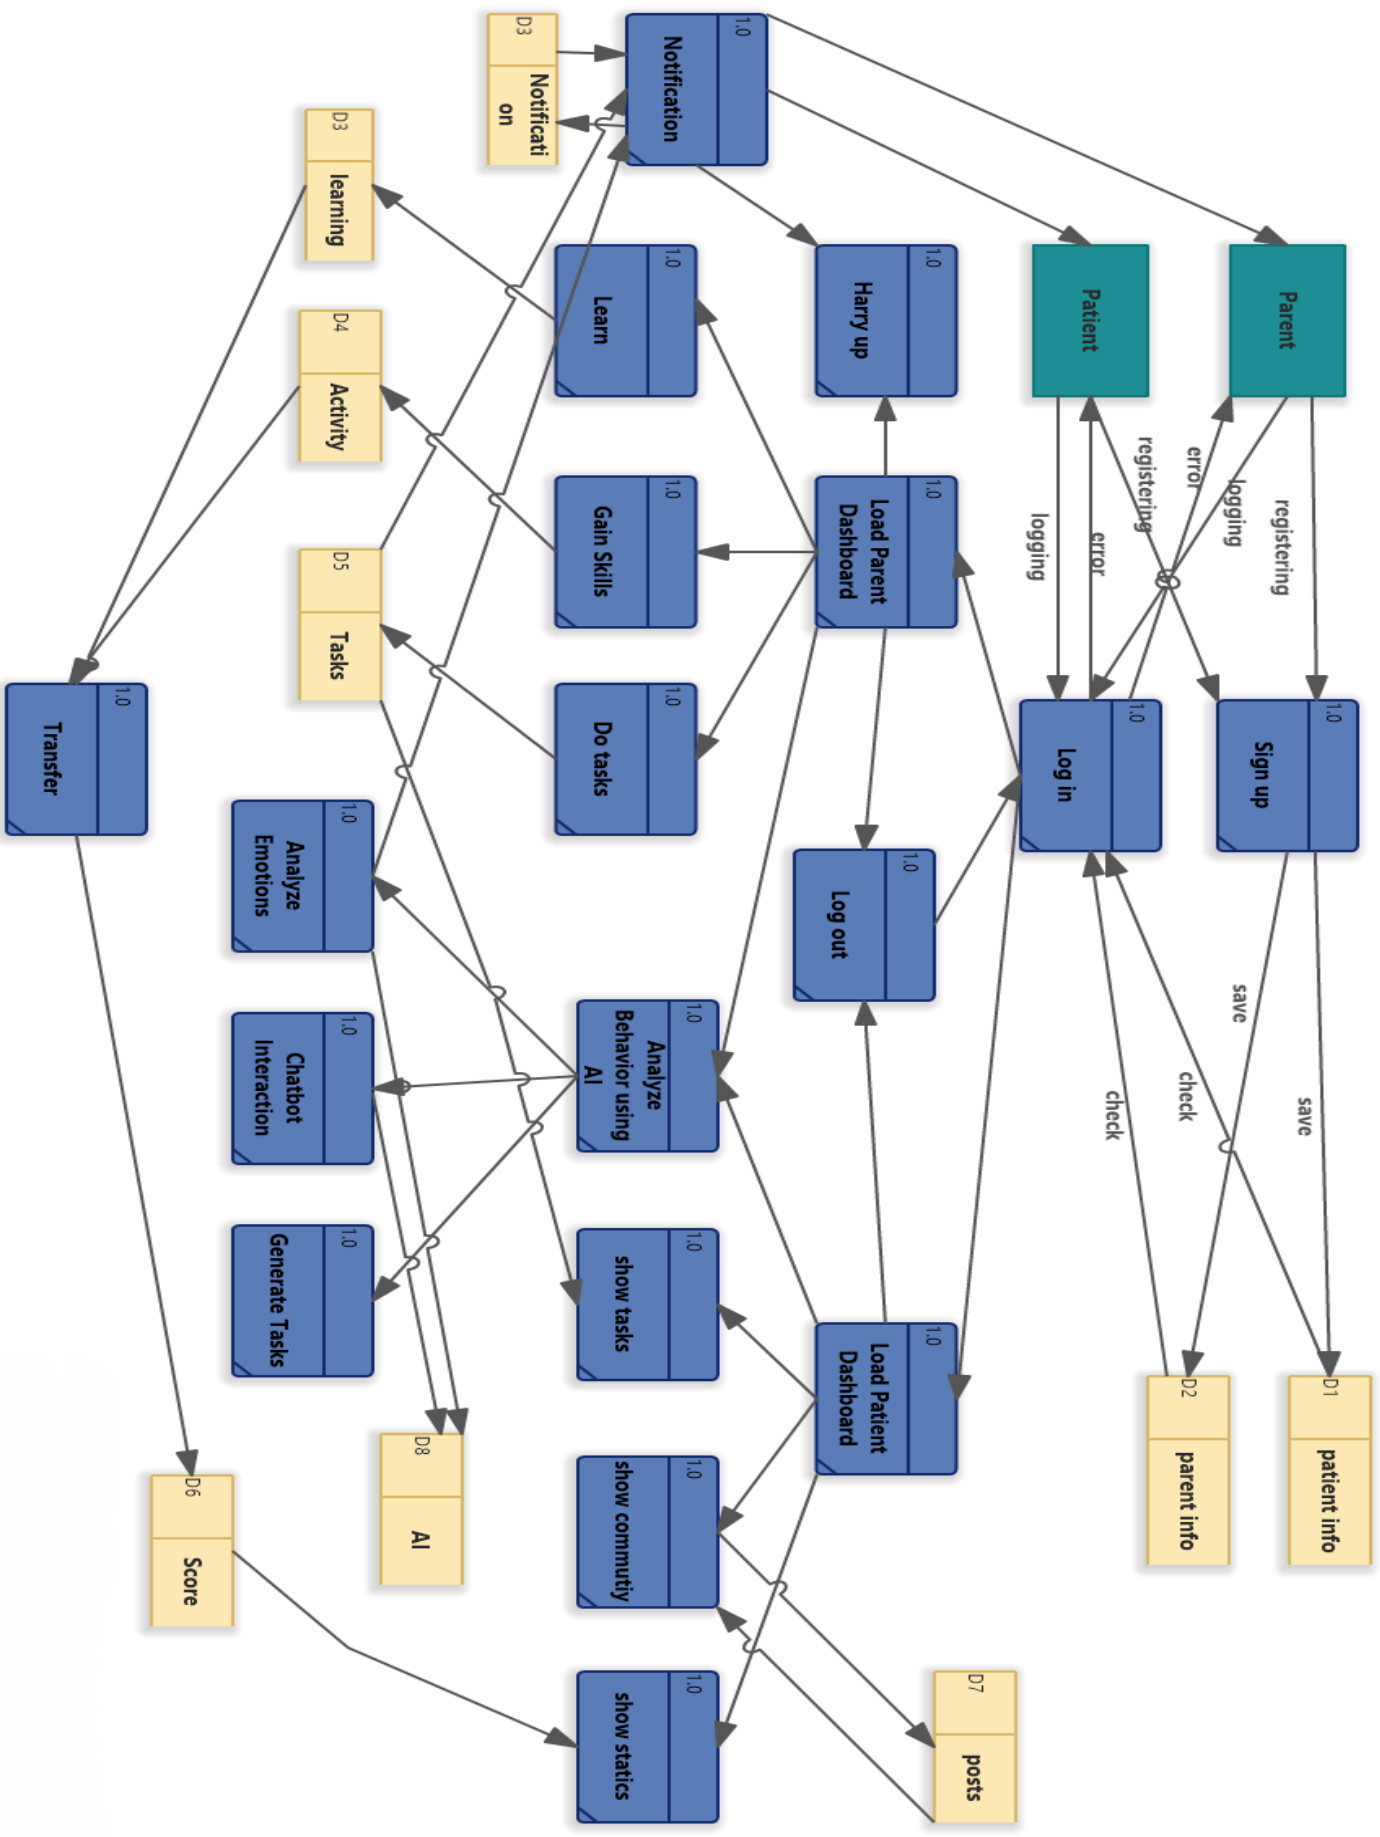 Parent
registering
1.0
Sign up
save
D1
patient info
error
logging
registering
check
save
D2
parent info
Patient
logging
error
1.0
Log in
check
D7
posts
1.0
Harry up
1.0
Load Parent
Dashboard
1.0
Log out
1.0
Load Patient
Dashboard
1.0
Notification
1.0
Learn
1.0
Gain Skills
1.0
Do tasks
1.0
Analyze
Behavior using
AI
1.0
show tasks
1.0
show commutiy
1.0
show statics
D3
Notificati
on
D3
learning
D4
Activity
D5
Tasks
1.0
Analyze
Emotions
1.0
Chatbot
Interaction
1.0
Generate Tasks
D8
AI
1.0
Transfer
D6
Score